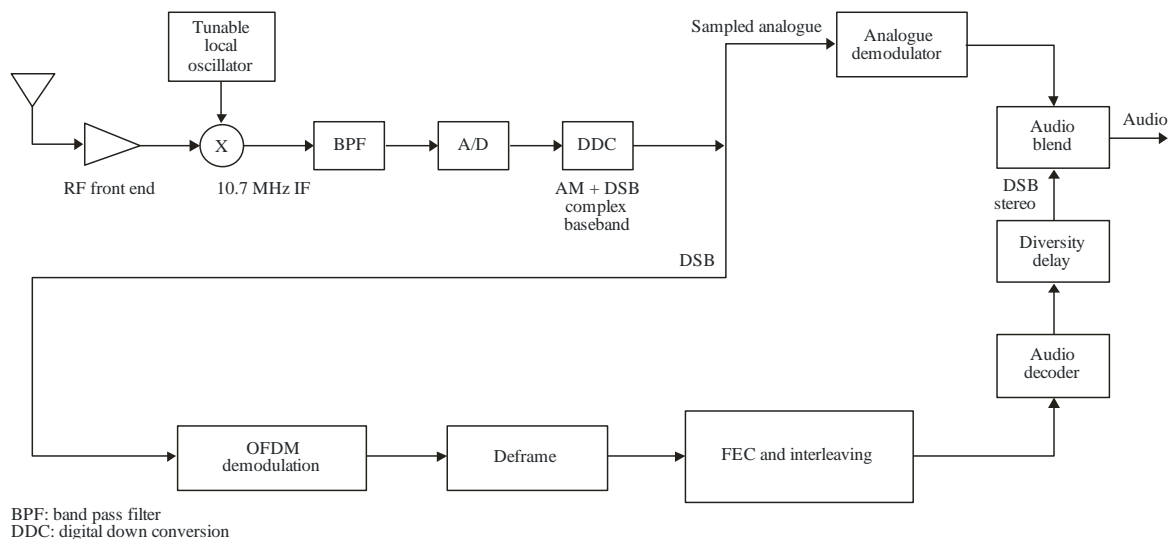 Tunable
local
oscillator
Sampled analogue
Analogue
demodulator
X
BPF
A/D
DDC
Audio
blend
Audio
RF front end
10.7 MHz IF
AM + DSB
complex
baseband
DSB
stereo
DSB
Diversity
delay
Audio
decoder
OFDM
demodulation
Deframe
FEC and interleaving
BPF: band pass filter
DDC: digital down conversion